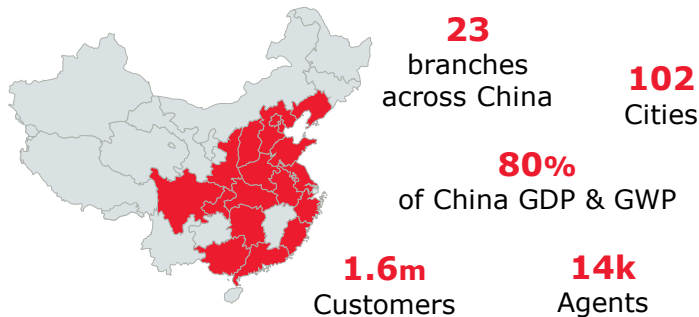 23
branches
across China
102
Cities
80%
of China GDP & GWP
1.6m
Customers
14k
Agents